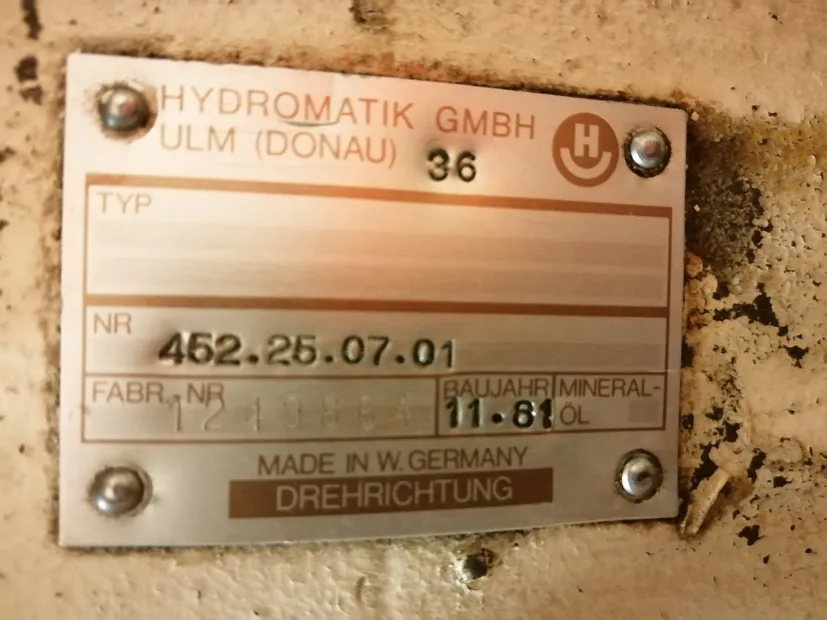 HYDROMATIK GMBH
ULM (DONAU) 36
H
TYP
NR
452.25.07.01
FABR. NR
BAUJAHR
11.81
MINERAL-
ÖL
MADE IN W. GERMANY
DREHRICHTUNG